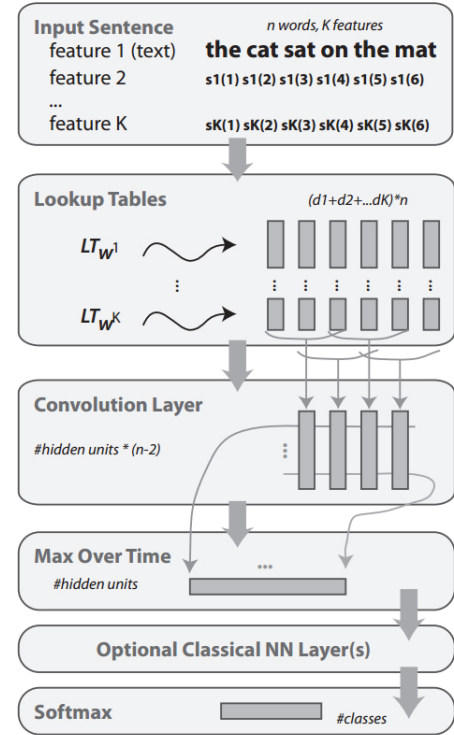 Input Sentence
n words, K features
feature 1 (text) the cat sat on the mat
feature 2 s1(1) s1(2) s1(3) s1(4) s1(5) s1(6)
...
feature K sK(1) sK(2) sK(3) sK(4) sK(5) sK(6)
Lookup Tables
(d1+d2+...dK)*n
LTW1
⋮
LTWK
Convolution Layer
#hidden units * (n-2)
Max Over Time
...
#hidden units
Optional Classical NN Layer(s)
Softmax
#classes